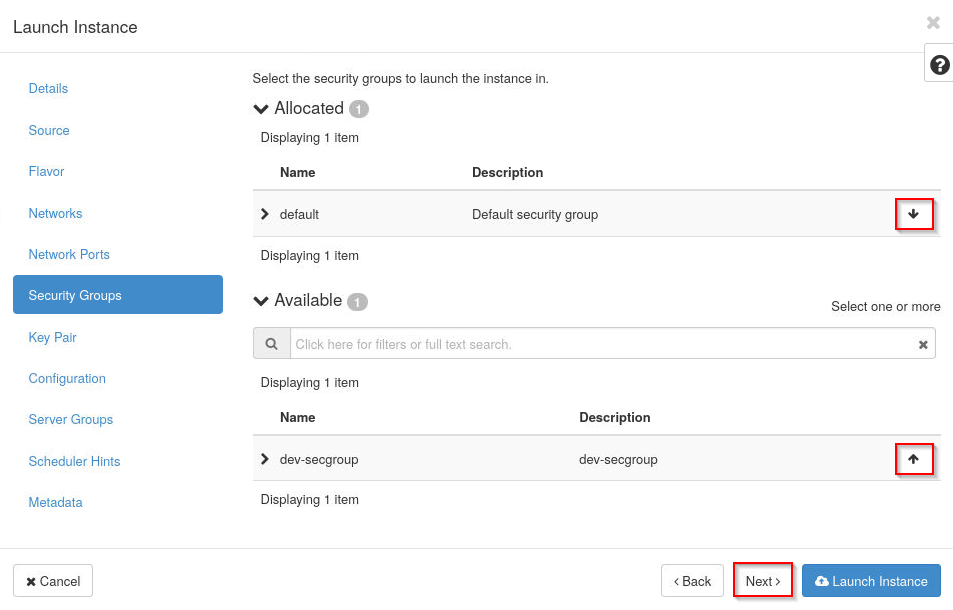 Launch Instance
Details
Source
Flavor
Networks
Network Ports
Security Groups
Key Pair
Configuration
Server Groups
Scheduler Hints
Metadata
Select the security groups to launch the instance in.
Allocated 1
Displaying 1 item
Name Description
default Default security group
Displaying 1 item
Available 1
Select one or more
Click here for filters or full text search.
Displaying 1 item
Name Description
dev-secgroup dev-secgroup
Displaying 1 item
Cancel
Back
Next
Launch Instance